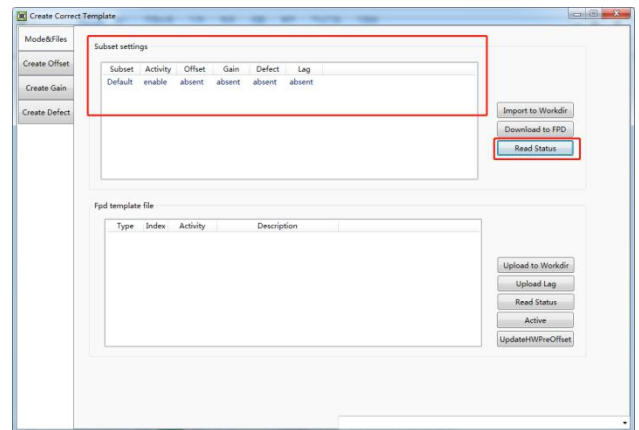 Create Correct Template
Mode&Files
Create Offset
Create Gain
Create Defect
Subset settings
Subset Activity Offset Gain Defect Lag
Default enable absent absent absent absent
Import to Workdir
Download to FPD
Read Status
Fpd template file
Type Index Activity Description
Upload to Workdir
Upload Lag
Read Status
Active
UpdateHWPreOffset